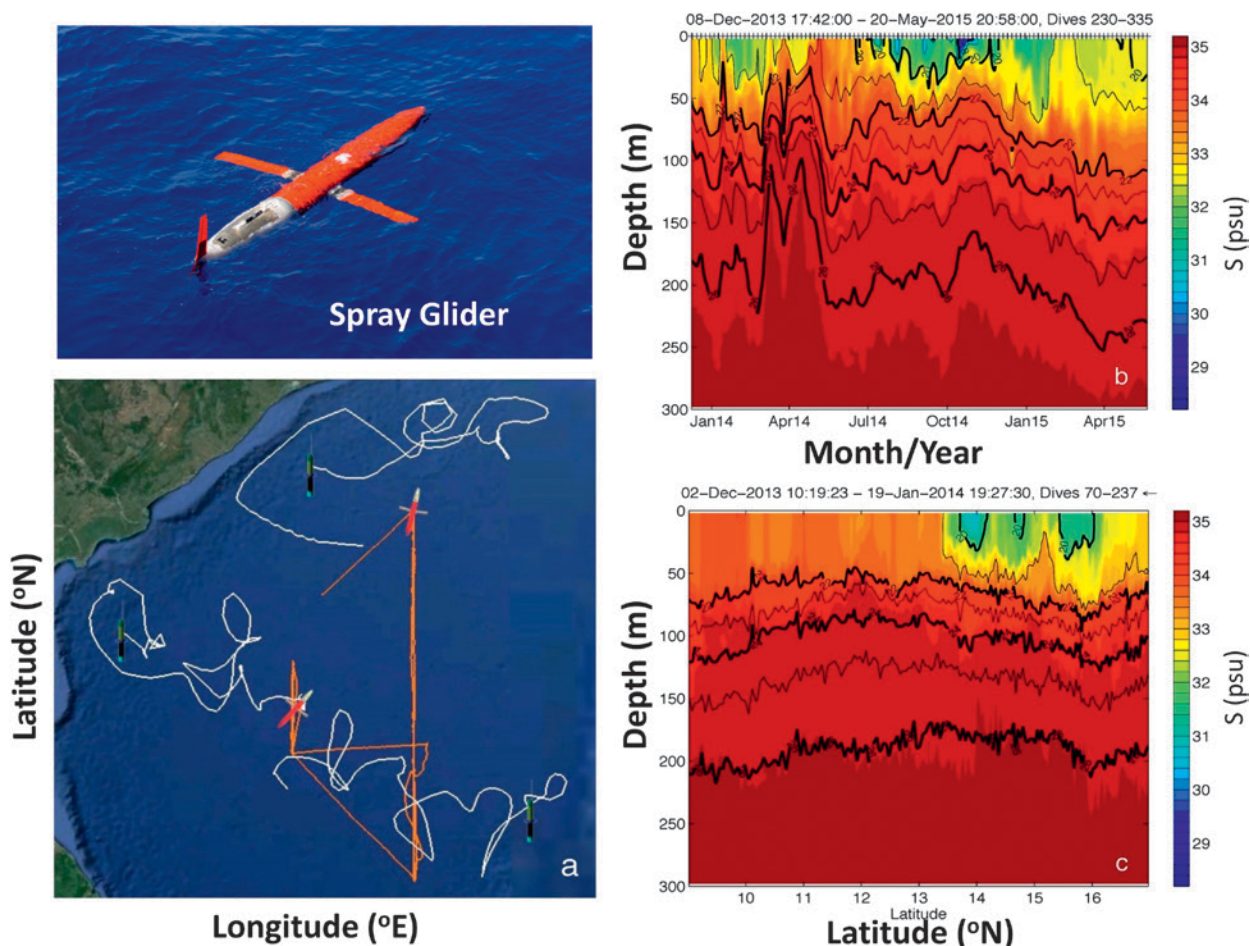 Spray Glider
Latitude (ºN)
Longitude (ºE)
a
08–Dec–2013 17:42:00 – 20–May–2015 20:58:00, Dives 230–335
Depth (m)
0
50
100
150
200
250
300
Jan14
Apr14
Jul14
Oct14
Jan15
Apr15
Month/Year
b
35
34
33
32
31
30
29
S (psu)
02–Dec–2013 10:19:23 – 19–Jan–2014 19:27:30, Dives 70–237 ←
Depth (m)
0
50
100
150
200
250
300
10
11
12
13
14
15
16
Latitude
Latitude (ºN)
c
35
34
33
32
31
30
29
S (psu)